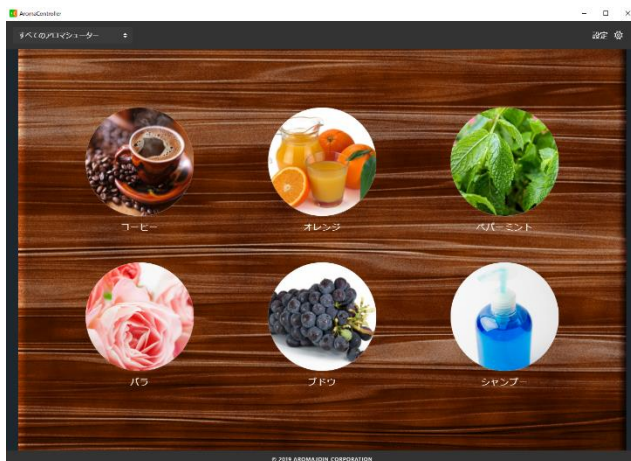 AromaController
すべてのアロマシューター
設定
コーヒー
オレンジ
ペパーミント
バラ
ブドウ
シャンプー
© 2019 AROMAJOIN CORPORATION